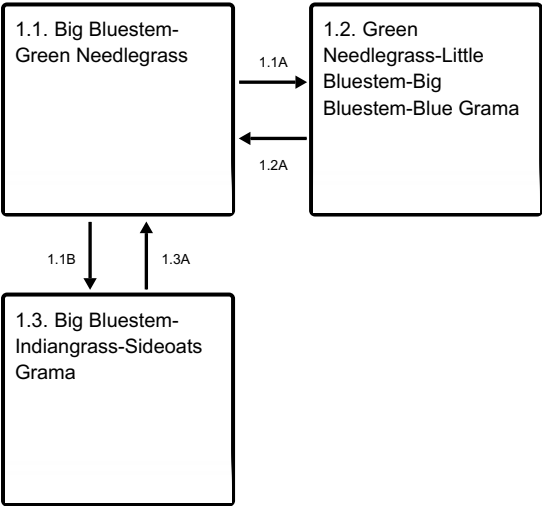 1.1. Big Bluestem-
Green Needlegrass
1.1A
1.2. Green
Needlegrass-Little
Bluestem-Big
Bluestem-Blue Grama
1.2A
1.1B
1.3A
1.3. Big Bluestem-
Indiangrass-Sideoats
Grama